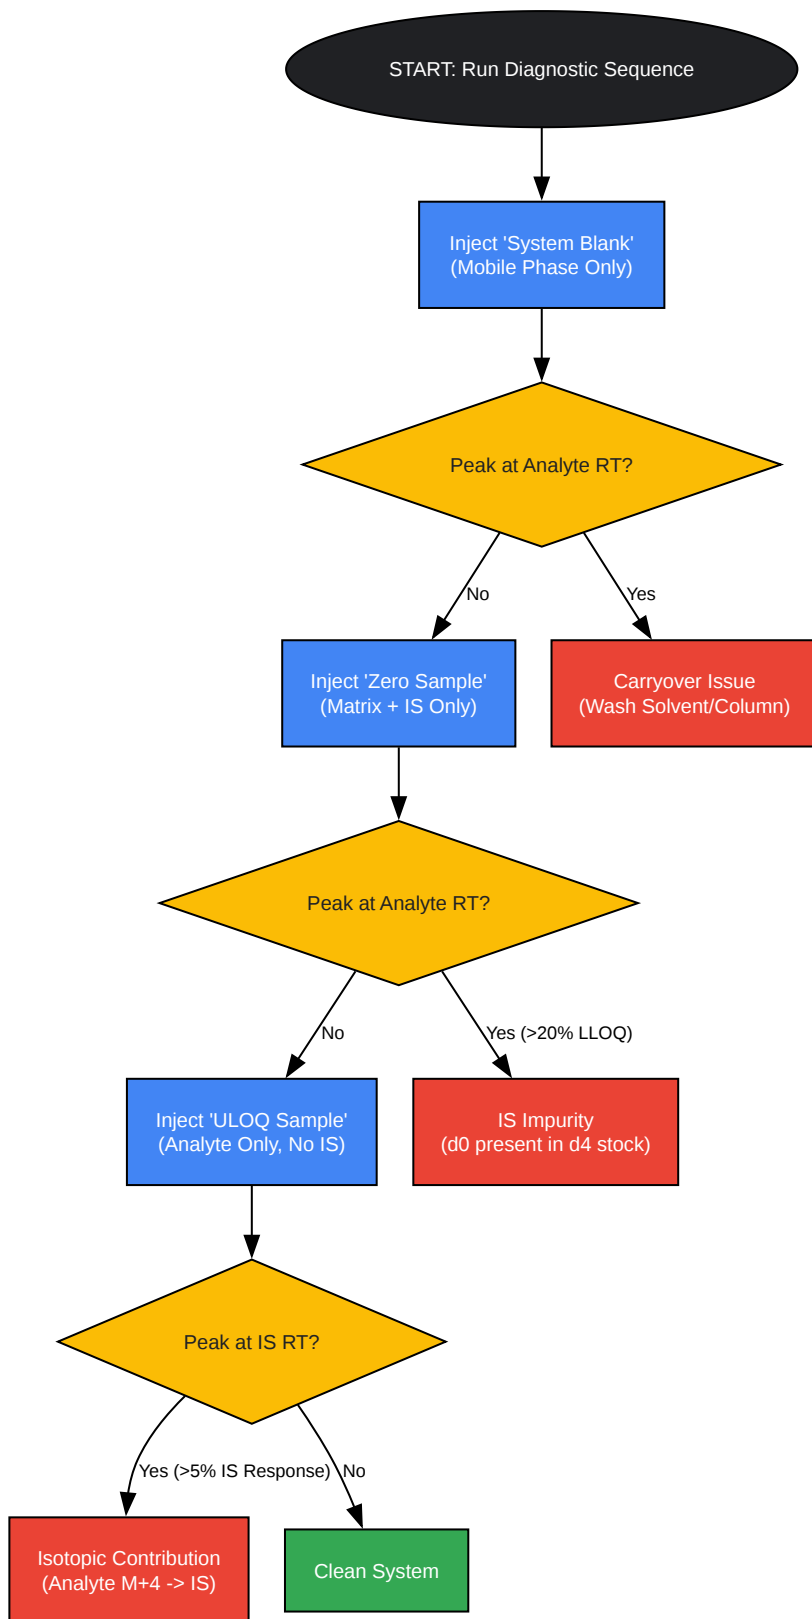 START: Run Diagnostic Sequence
Inject 'System Blank'
(Mobile Phase Only)
Peak at Analyte RT?
No
Yes
Inject 'Zero Sample'
(Matrix + IS Only)
Carryover Issue
(Wash Solvent/Column)
Peak at Analyte RT?
No
Yes (>20% LLOQ)
Inject 'ULOQ Sample'
(Analyte Only, No IS)
IS Impurity
(d0 present in d4 stock)
Peak at IS RT?
Yes (>5% IS Response)
No
Isotopic Contribution
(Analyte M+4 -> IS)
Clean System